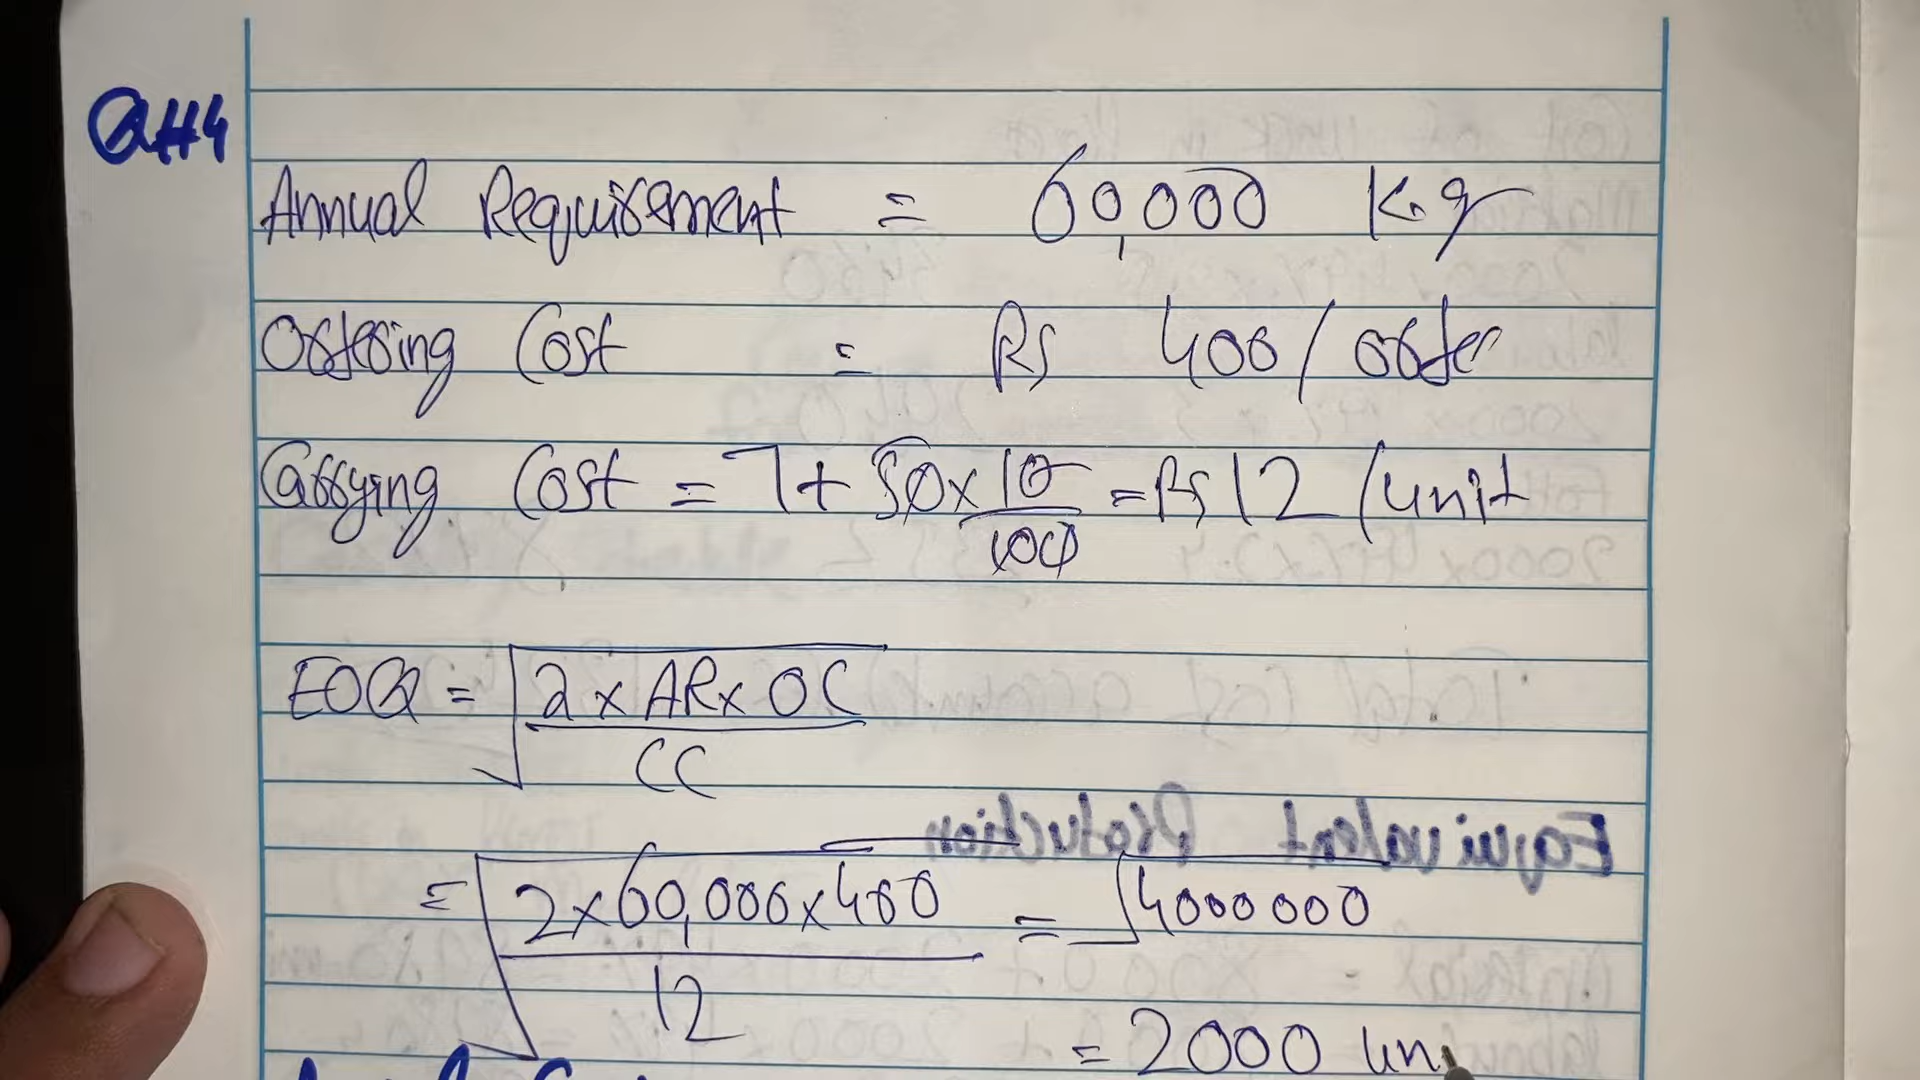 Q#4
Annual Requirement = 60,000 Kg
Ordering Cost = Rs 400/order
Carrying Cost = 7 + 50 × 10/100 = Rs 12 /unit
EOQ = √(2 × AR × OC / CC)
= √(2 × 60,000 × 400 / 12) = √4000000
= 2000 un